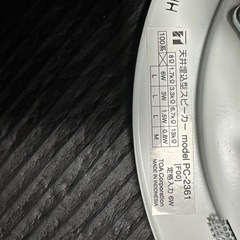 天井埋込型スピーカー model PC-2361
[F00]
8Ω 1.7kΩ 3.3kΩ 6.7kΩ 13kΩ
100系 6W 3W 1.5W 0.8W
L L L M
定格入力 6W
TOA Corporation
MADE IN INDONESIA